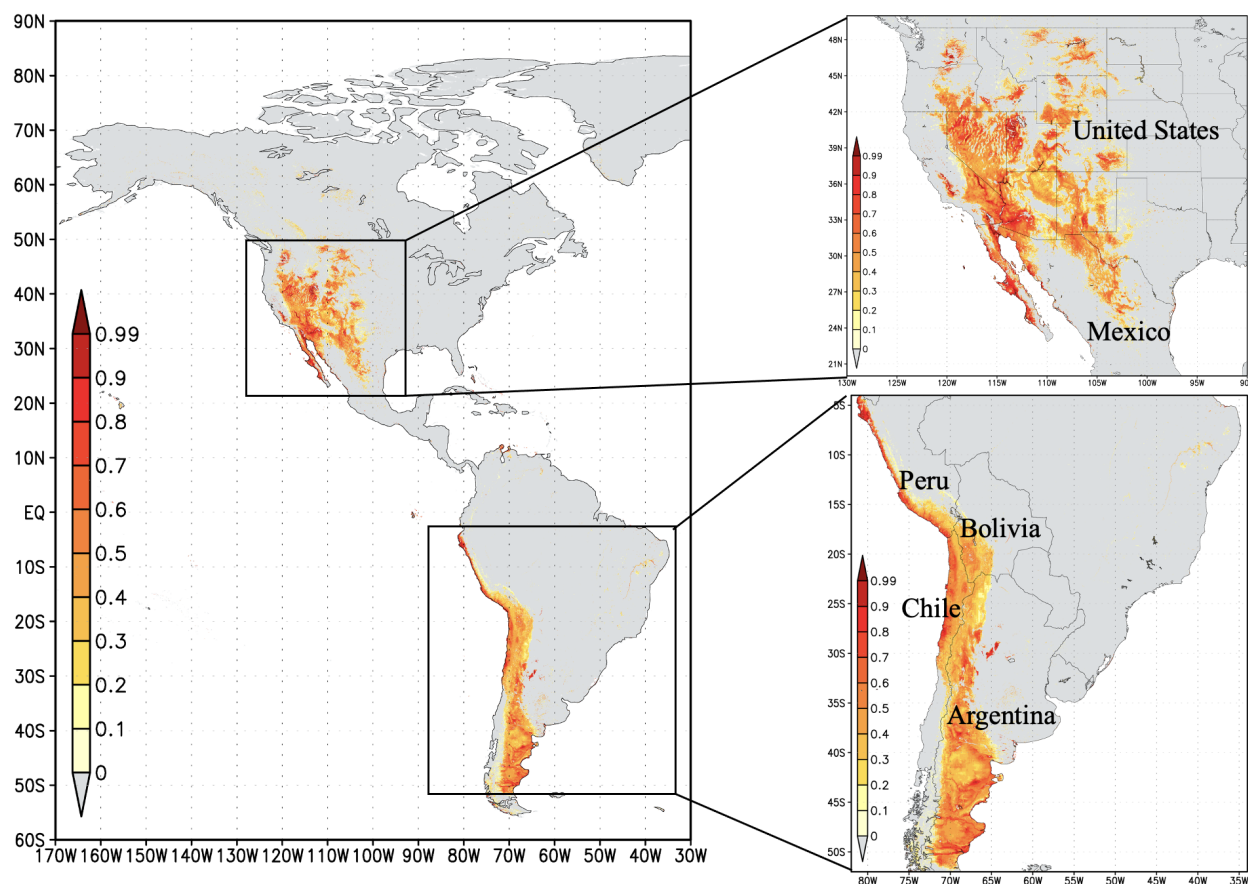 90N
80N
70N
60N
50N
40N
30N
20N
10N
EQ
10S
20S
30S
40S
50S
60S
170W 160W 150W 140W 130W 120W 110W 100W 90W 80W 70W 60W 50W 40W 30W
0.99
0.9
0.8
0.7
0.6
0.5
0.4
0.3
0.2
0.1
0
48N
45N
42N
39N
36N
33N
30N
27N
24N
21N
130W 125W 120W 115W 110W 105W 100W 95W 90W
0.99
0.9
0.8
0.7
0.6
0.5
0.4
0.3
0.2
0.1
0
United States
Mexico
5S
10S
15S
20S
25S
30S
35S
40S
45S
50S
80W 75W 70W 65W 60W 55W 50W 45W 40W 35W
0.99
0.9
0.8
0.7
0.6
0.5
0.4
0.3
0.2
0.1
0
Peru
Bolivia
Chile
Argentina